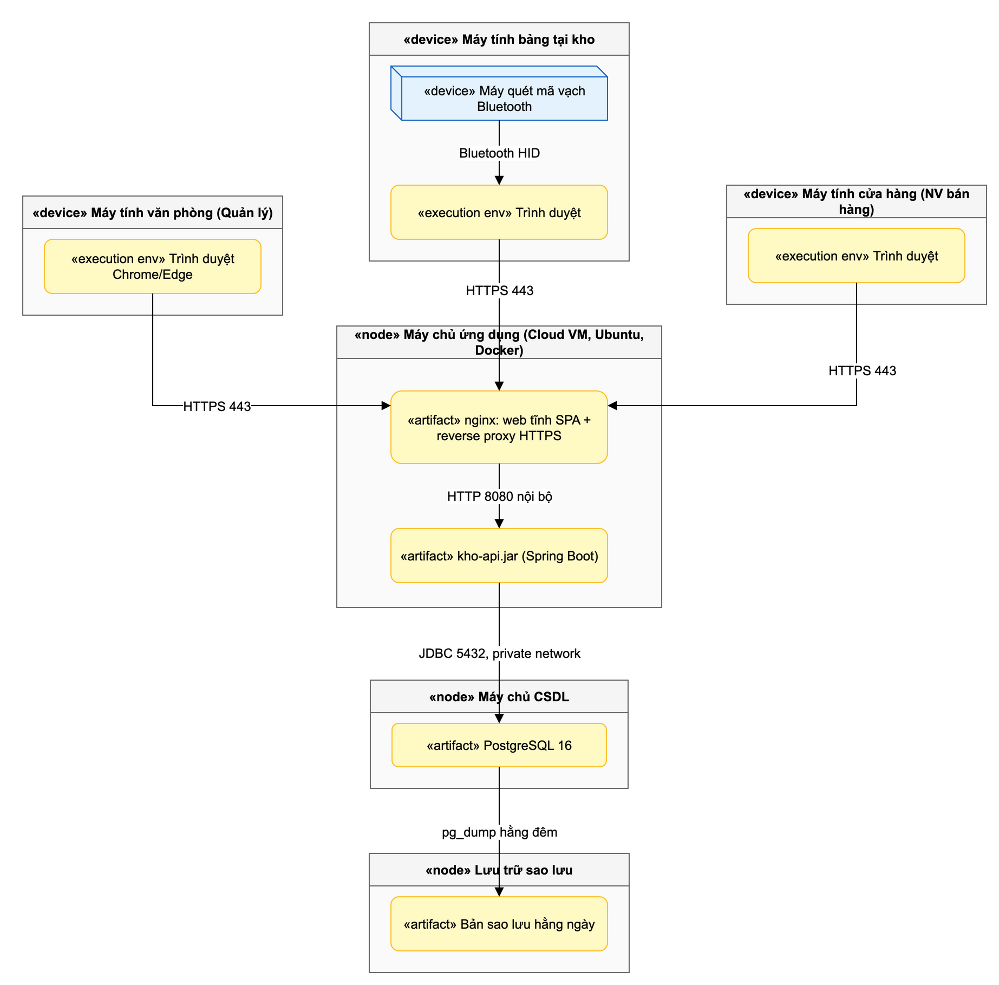 «device» Máy tính bảng tại kho
«device» Máy quét mã vạch
Bluetooth
Bluetooth HID
«execution env» Trình duyệt
«device» Máy tính văn phòng (Quản lý)
«execution env» Trình duyệt
Chrome/Edge
«device» Máy tính cửa hàng (NV bán
hàng)
«execution env» Trình duyệt
HTTPS 443
«node» Máy chủ ứng dụng (Cloud VM, Ubuntu,
Docker)
HTTPS 443
HTTPS 443
«artifact» nginx: web tĩnh SPA +
reverse proxy HTTPS
HTTP 8080 nội bộ
«artifact» kho-api.jar (Spring Boot)
JDBC 5432, private network
«node» Máy chủ CSDL
«artifact» PostgreSQL 16
pg_dump hằng đêm
«node» Lưu trữ sao lưu
«artifact» Bản sao lưu hằng ngày